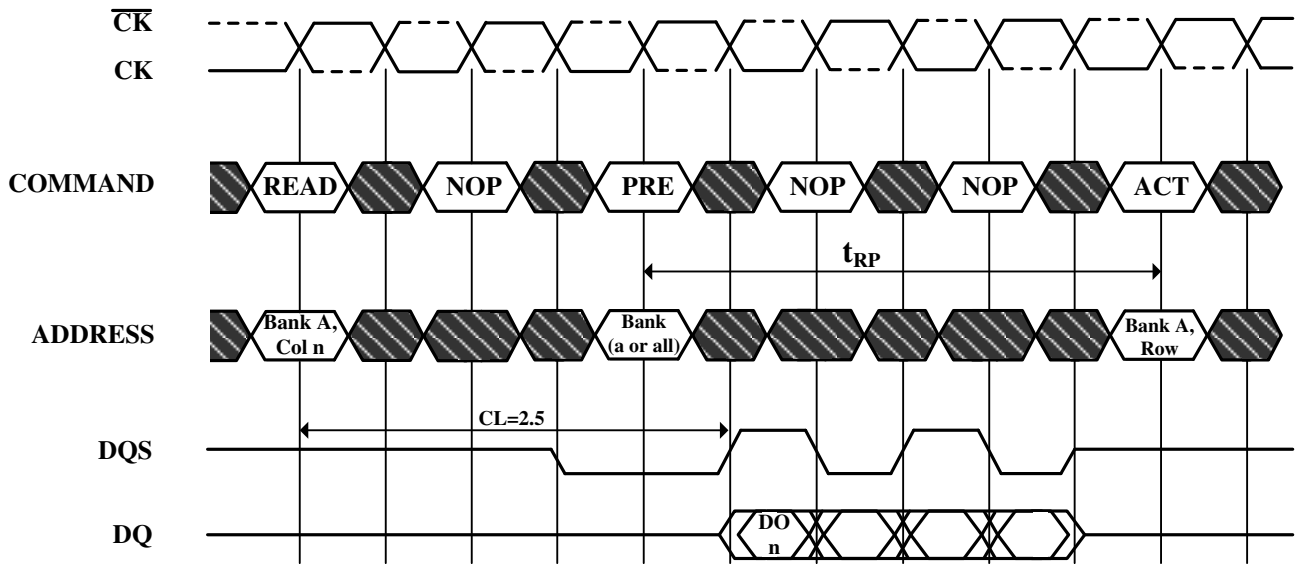 CK
CK
COMMAND
READ
NOP
PRE
NOP
NOP
ACT
tRP
ADDRESS
Bank A,
Col n
Bank
(a or all)
Bank A,
Row
CL=2.5
DQS
DQ
DO
n